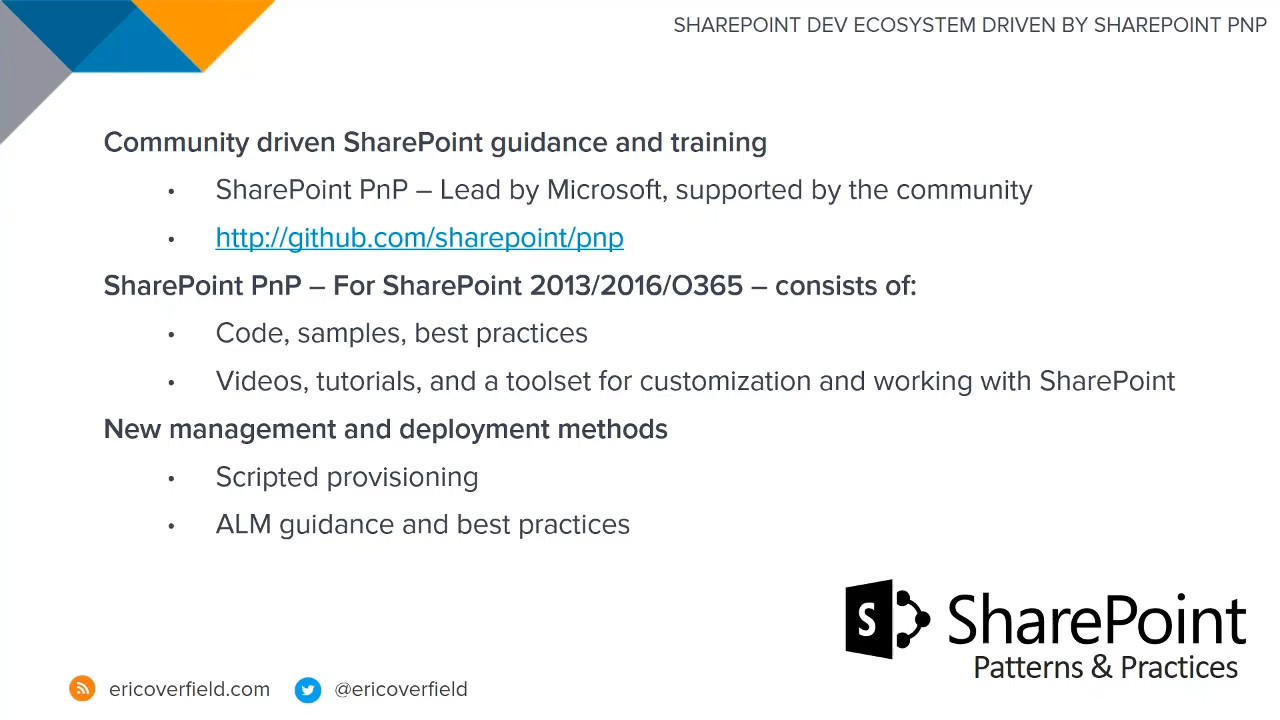 SHAREPOINT DEV ECOSYSTEM DRIVEN BY SHAREPOINT PNP
Community driven SharePoint guidance and training
• SharePoint PnP – Lead by Microsoft, supported by the community
• http://github.com/sharepoint/pnp
SharePoint PnP – For SharePoint 2013/2016/O365 – consists of:
• Code, samples, best practices
• Videos, tutorials, and a toolset for customization and working with SharePoint
New management and deployment methods
• Scripted provisioning
• ALM guidance and best practices
S SharePoint
Patterns & Practices
ericoverfield.com @ericoverfield